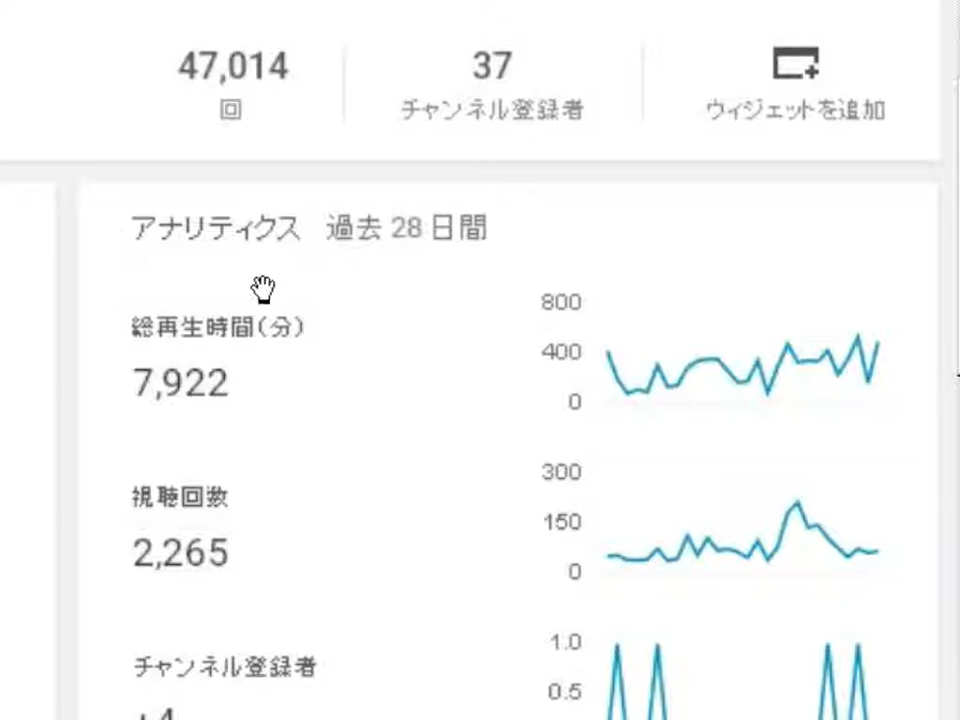 47,014
回
37
チャンネル登録者
ウィジェットを追加
アナリティクス 過去 28 日間
総再生時間(分)
7,922
800
400
0
視聴回数
2,265
300
150
0
チャンネル登録者
+4
1.0
0.5